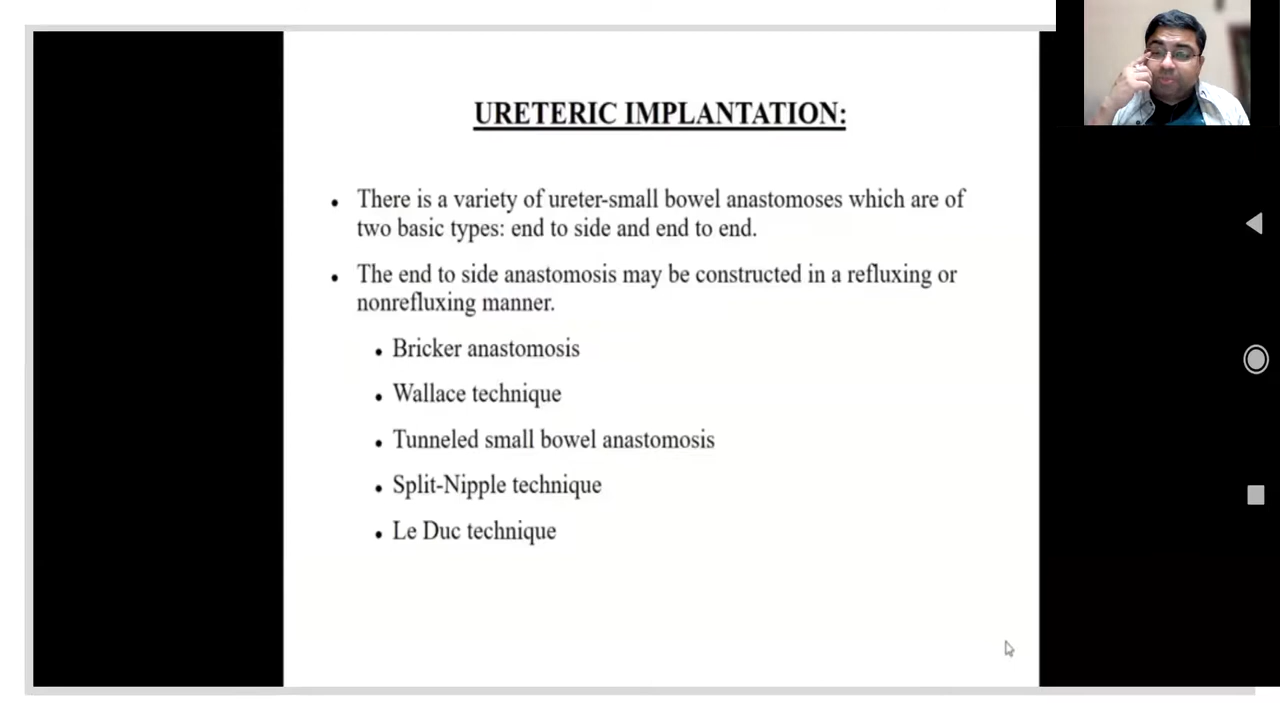 URETERIC IMPLANTATION:
• There is a variety of ureter-small bowel anastomoses which are of
two basic types: end to side and end to end.
• The end to side anastomosis may be constructed in a refluxing or
nonrefluxing manner.
• Bricker anastomosis
• Wallace technique
• Tunneled small bowel anastomosis
• Split-Nipple technique
• Le Duc technique